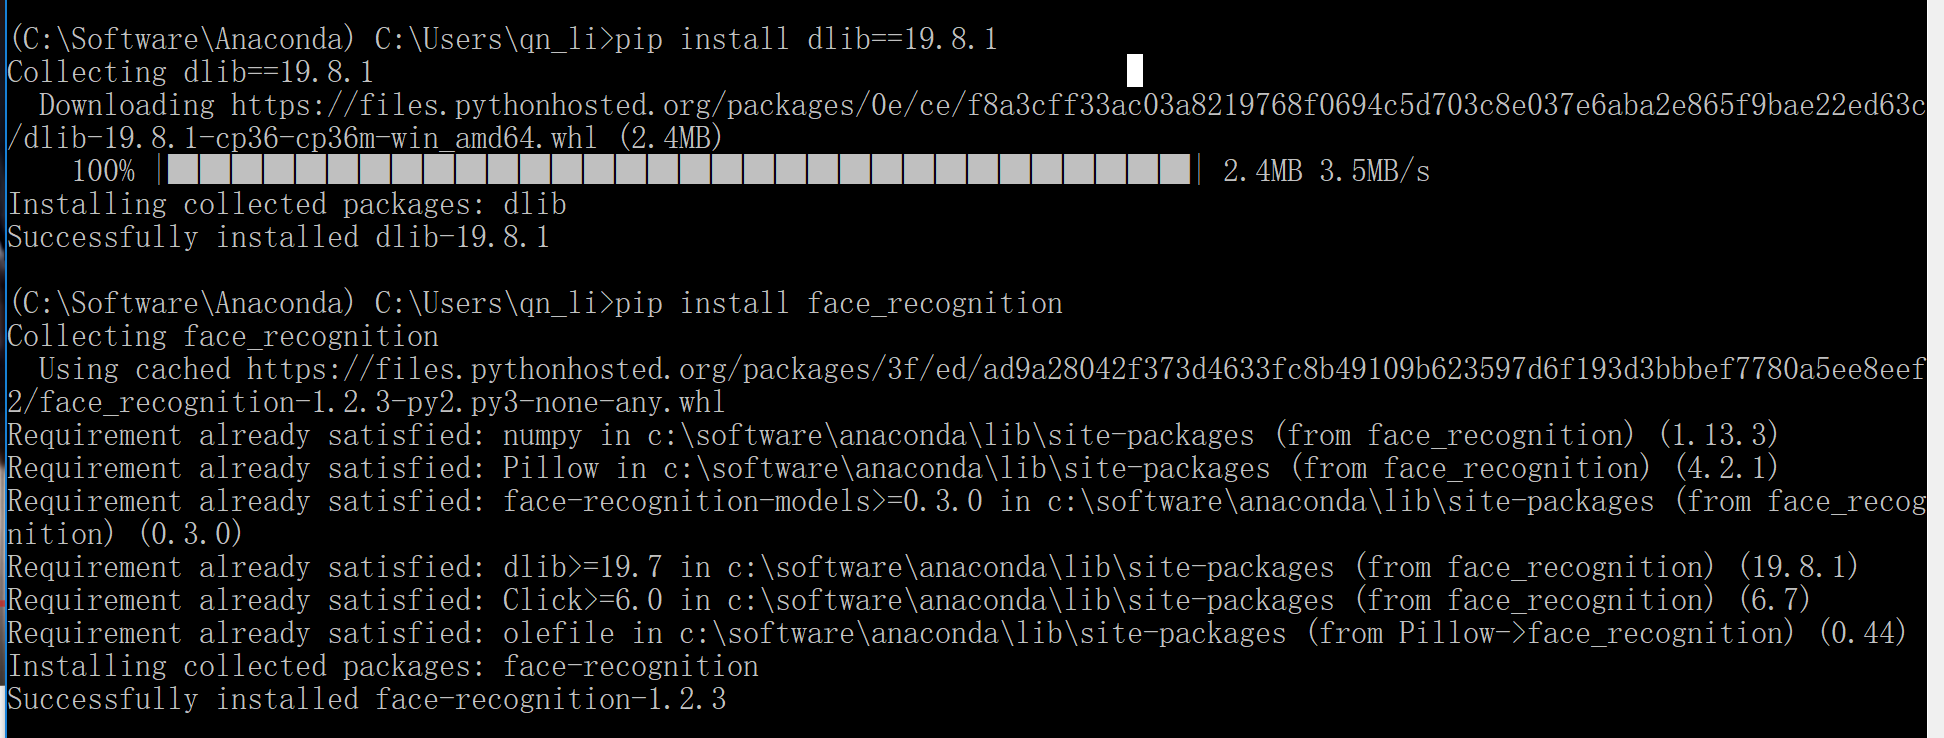 (C:\Software\Anaconda) C:\Users\qn_li>pip install dlib==19.8.1
Collecting dlib==19.8.1
  Downloading https://files.pythonhosted.org/packages/0e/ce/f8a3cff33ac03a8219768f0694c5d703c8e037e6aba2e865f9bae22ed63c
/dlib-19.8.1-cp36-cp36m-win_amd64.whl (2.4MB)
    100% |████████████████████████████████| 2.4MB 3.5MB/s
Installing collected packages: dlib
Successfully installed dlib-19.8.1

(C:\Software\Anaconda) C:\Users\qn_li>pip install face_recognition
Collecting face_recognition
  Using cached https://files.pythonhosted.org/packages/3f/ed/ad9a28042f373d4633fc8b49109b623597d6f193d3bbbef7780a5ee8eef
2/face_recognition-1.2.3-py2.py3-none-any.whl
Requirement already satisfied: numpy in c:\software\anaconda\lib\site-packages (from face_recognition) (1.13.3)
Requirement already satisfied: Pillow in c:\software\anaconda\lib\site-packages (from face_recognition) (4.2.1)
Requirement already satisfied: face-recognition-models>=0.3.0 in c:\software\anaconda\lib\site-packages (from face_recog
nition) (0.3.0)
Requirement already satisfied: dlib>=19.7 in c:\software\anaconda\lib\site-packages (from face_recognition) (19.8.1)
Requirement already satisfied: Click>=6.0 in c:\software\anaconda\lib\site-packages (from face_recognition) (6.7)
Requirement already satisfied: olefile in c:\software\anaconda\lib\site-packages (from Pillow->face_recognition) (0.44)
Installing collected packages: face-recognition
Successfully installed face-recognition-1.2.3